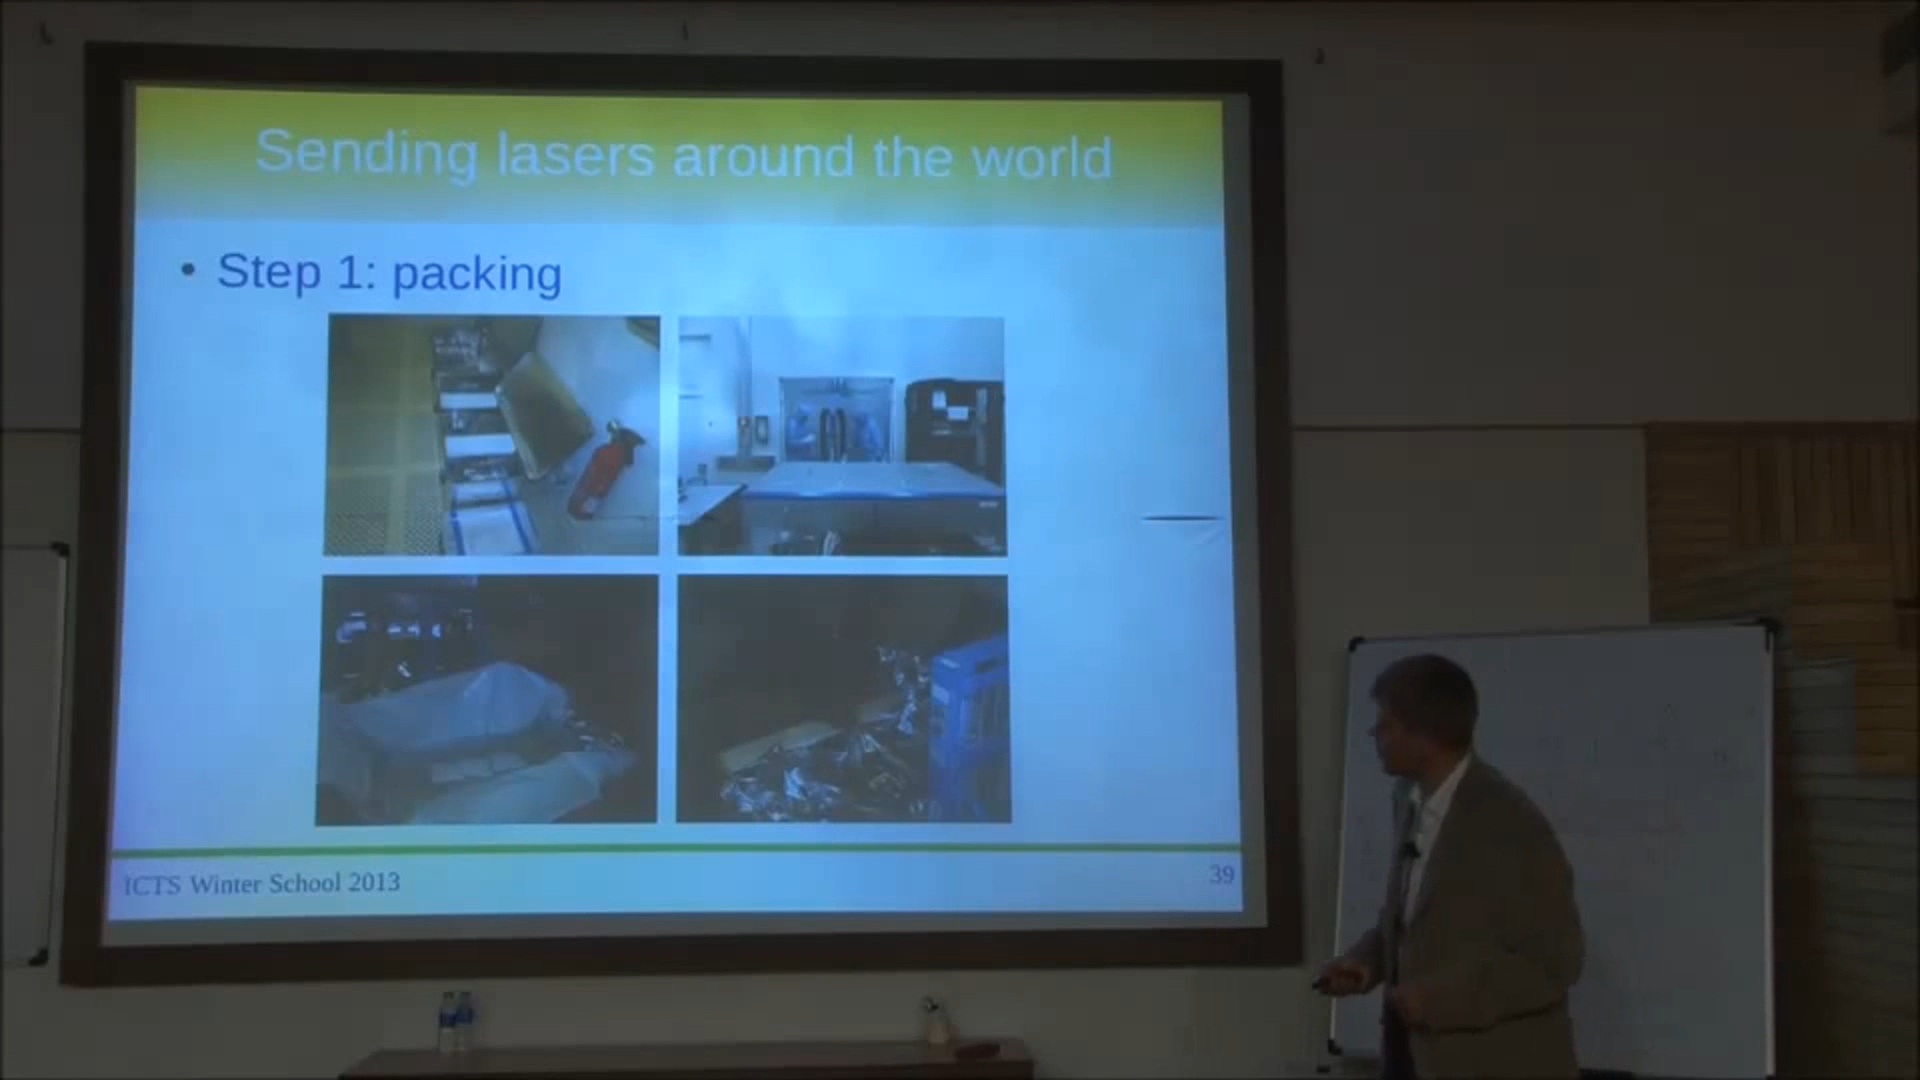 Sending lasers around the world
• Step 1: packing
ICTS Winter School 2013
39